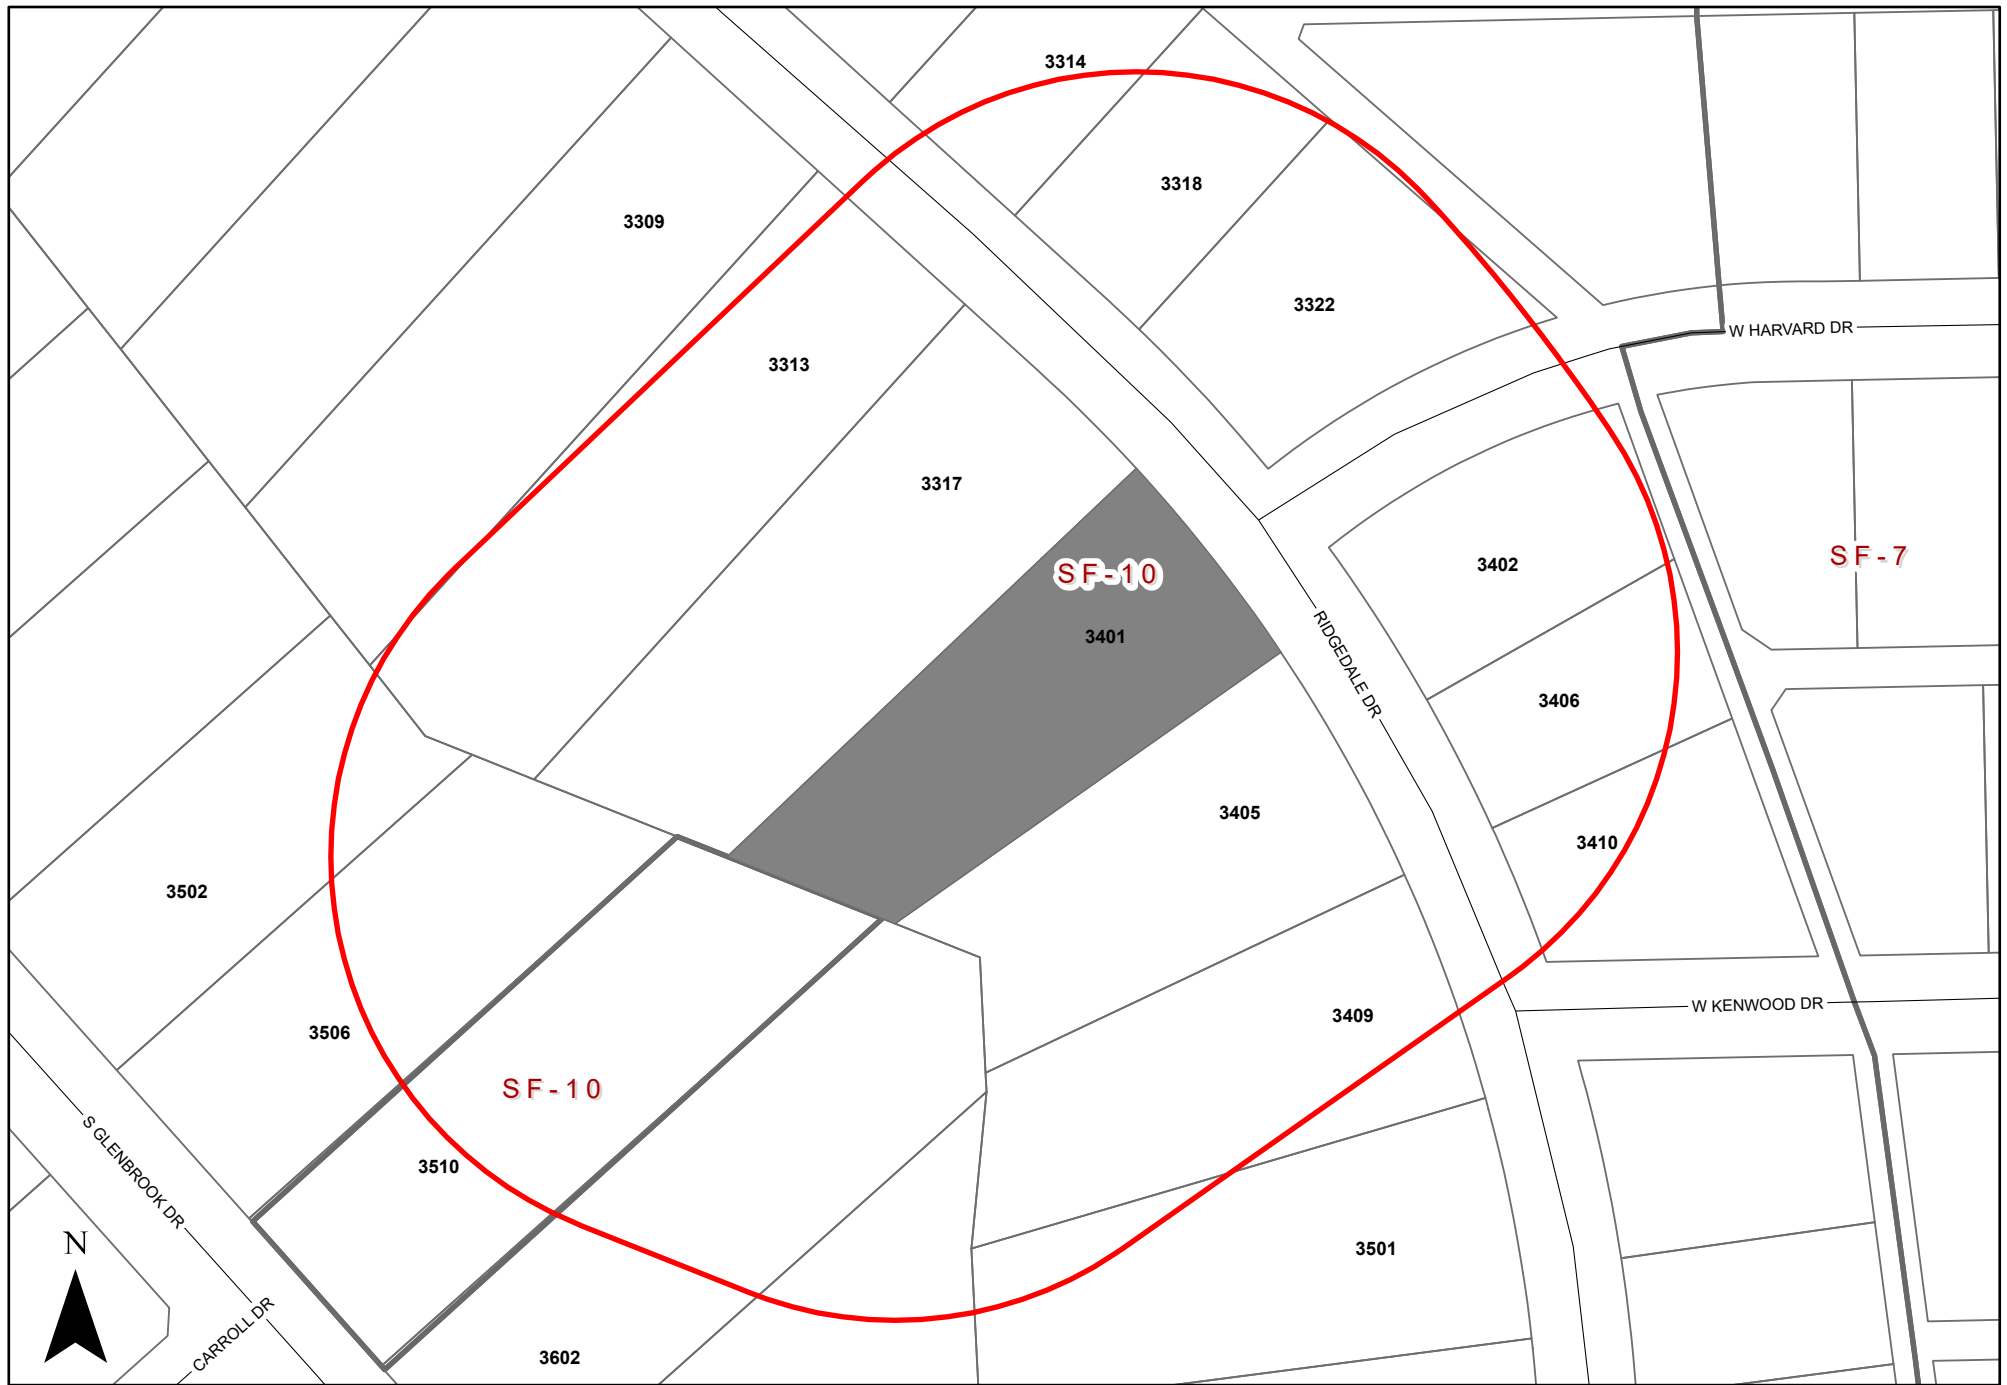 3314
3318
3309
3322
W HARVARD DR
3313
3317
SF-10
3402
SF-7
3401
RIDGEDALE DR
3406
3405
3410
3502
W KENWOOD DR
3409
3506
SF-10
S GLENBROOK DR
3510
N
3501
CARROLL DR
3602